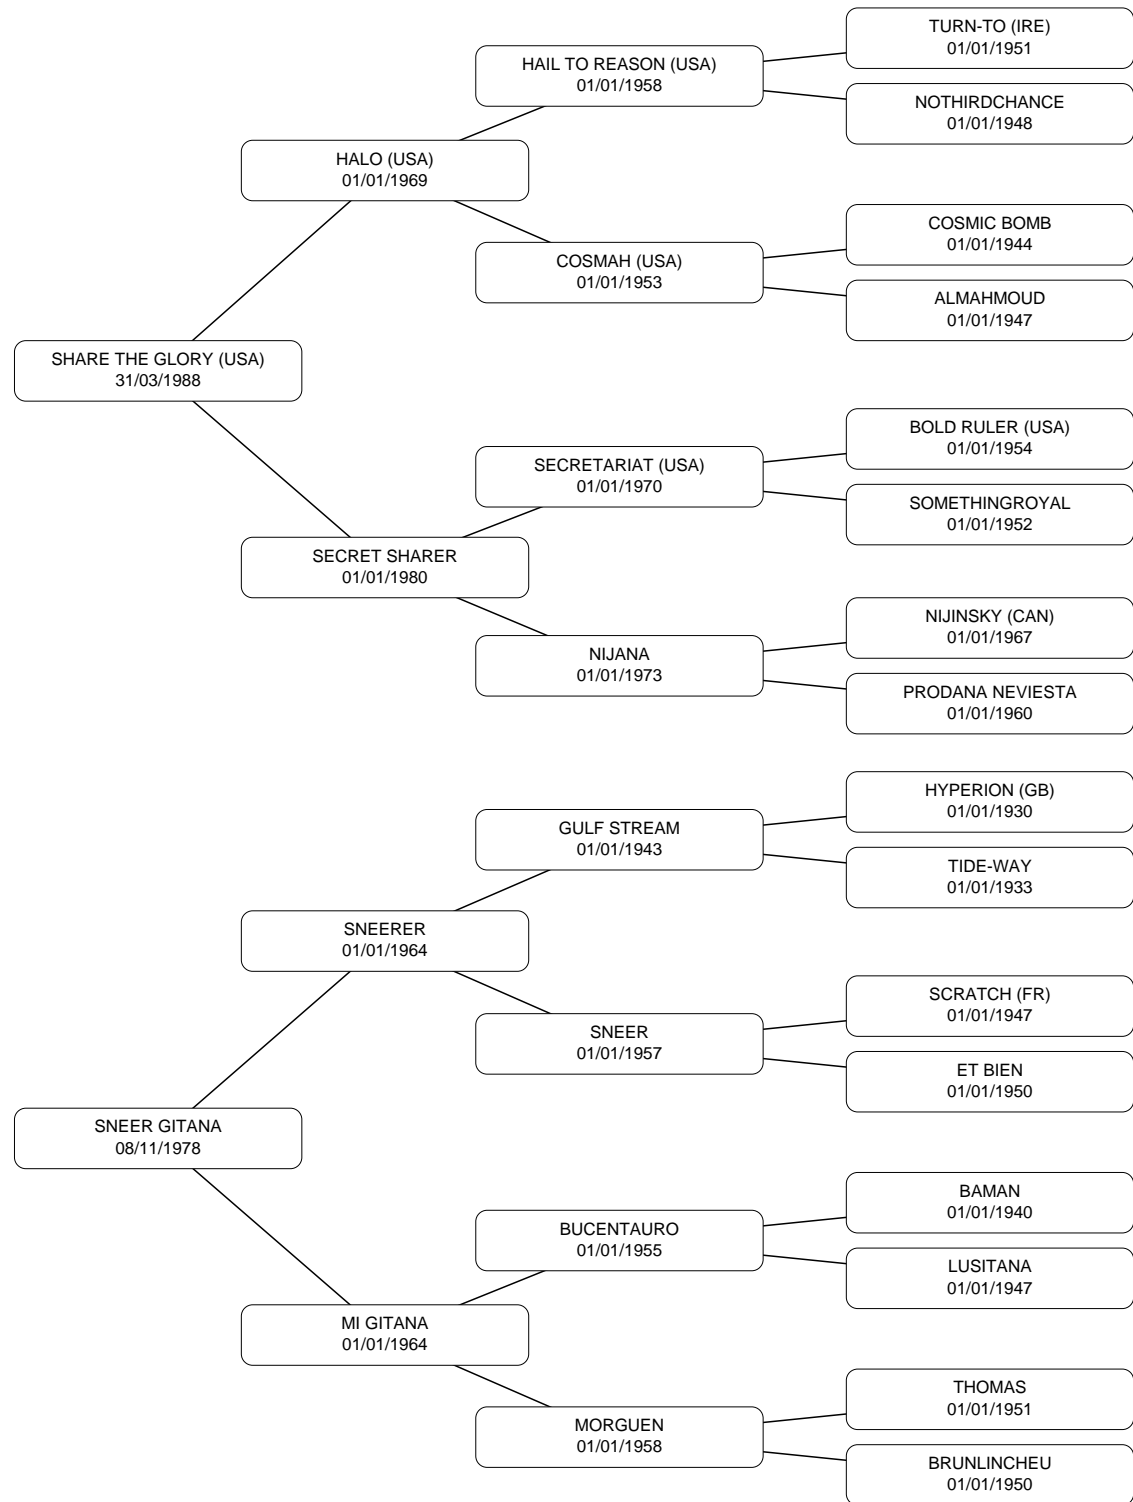 TURN-TO (IRE)
01/01/1951
HAIL TO REASON (USA)
01/01/1958
NOTHIRDCHANCE
01/01/1948
HALO (USA)
01/01/1969
COSMIC BOMB
01/01/1944
COSMAH (USA)
01/01/1953
ALMAHMOUD
01/01/1947
SHARE THE GLORY (USA)
31/03/1988
BOLD RULER (USA)
01/01/1954
SECRETARIAT (USA)
01/01/1970
SOMETHINGROYAL
01/01/1952
SECRET SHARER
01/01/1980
NIJINSKY (CAN)
01/01/1967
NIJANA
01/01/1973
PRODANA NEVIESTA
01/01/1960
HYPERION (GB)
01/01/1930
GULF STREAM
01/01/1943
TIDE-WAY
01/01/1933
SNEERER
01/01/1964
SCRATCH (FR)
01/01/1947
SNEER
01/01/1957
ET BIEN
01/01/1950
SNEER GITANA
08/11/1978
BAMAN
01/01/1940
BUCENTAURO
01/01/1955
LUSITANA
01/01/1947
MI GITANA
01/01/1964
THOMAS
01/01/1951
MORGUEN
01/01/1958
BRUNLINCHEU
01/01/1950